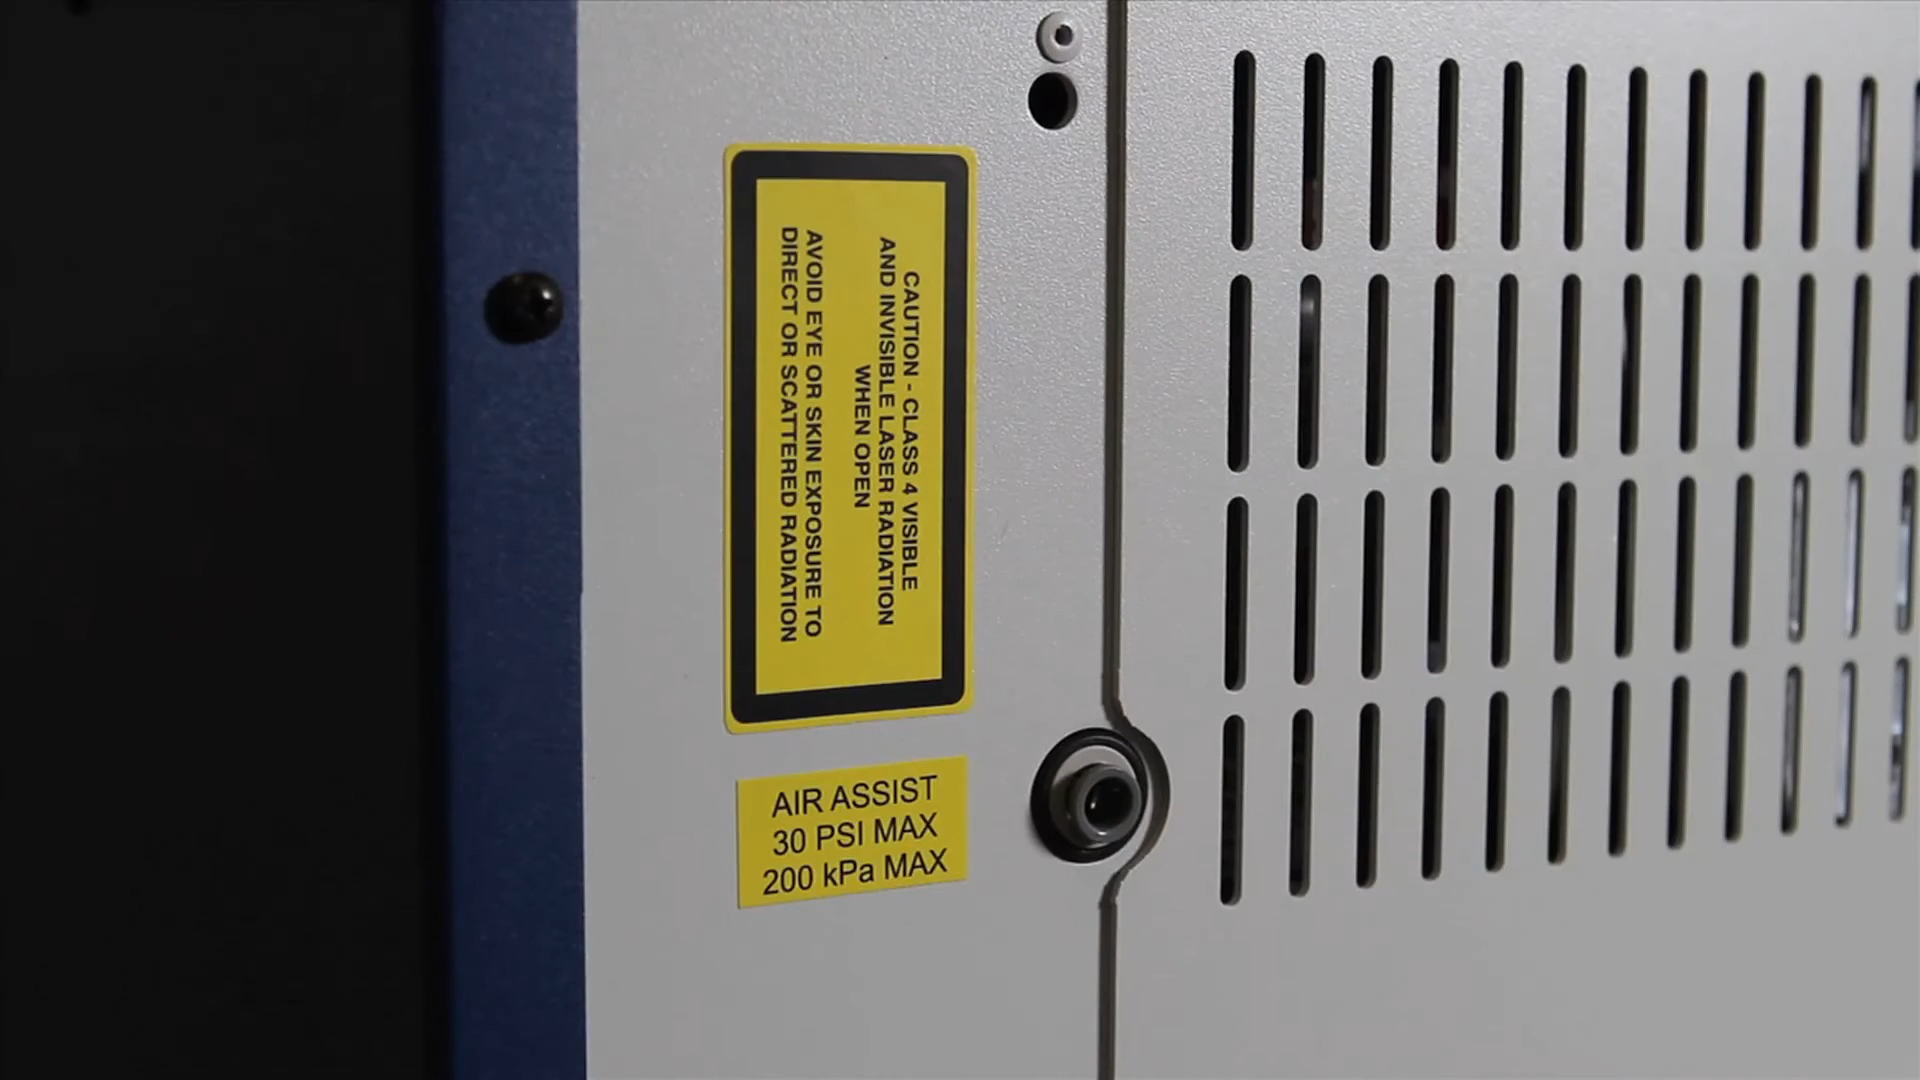 CAUTION - CLASS 4 VISIBLE
AND INVISIBLE LASER RADIATION
WHEN OPEN
AVOID EYE OR SKIN EXPOSURE TO
DIRECT OR SCATTERED RADIATION
AIR ASSIST
30 PSI MAX
200 kPa MAX